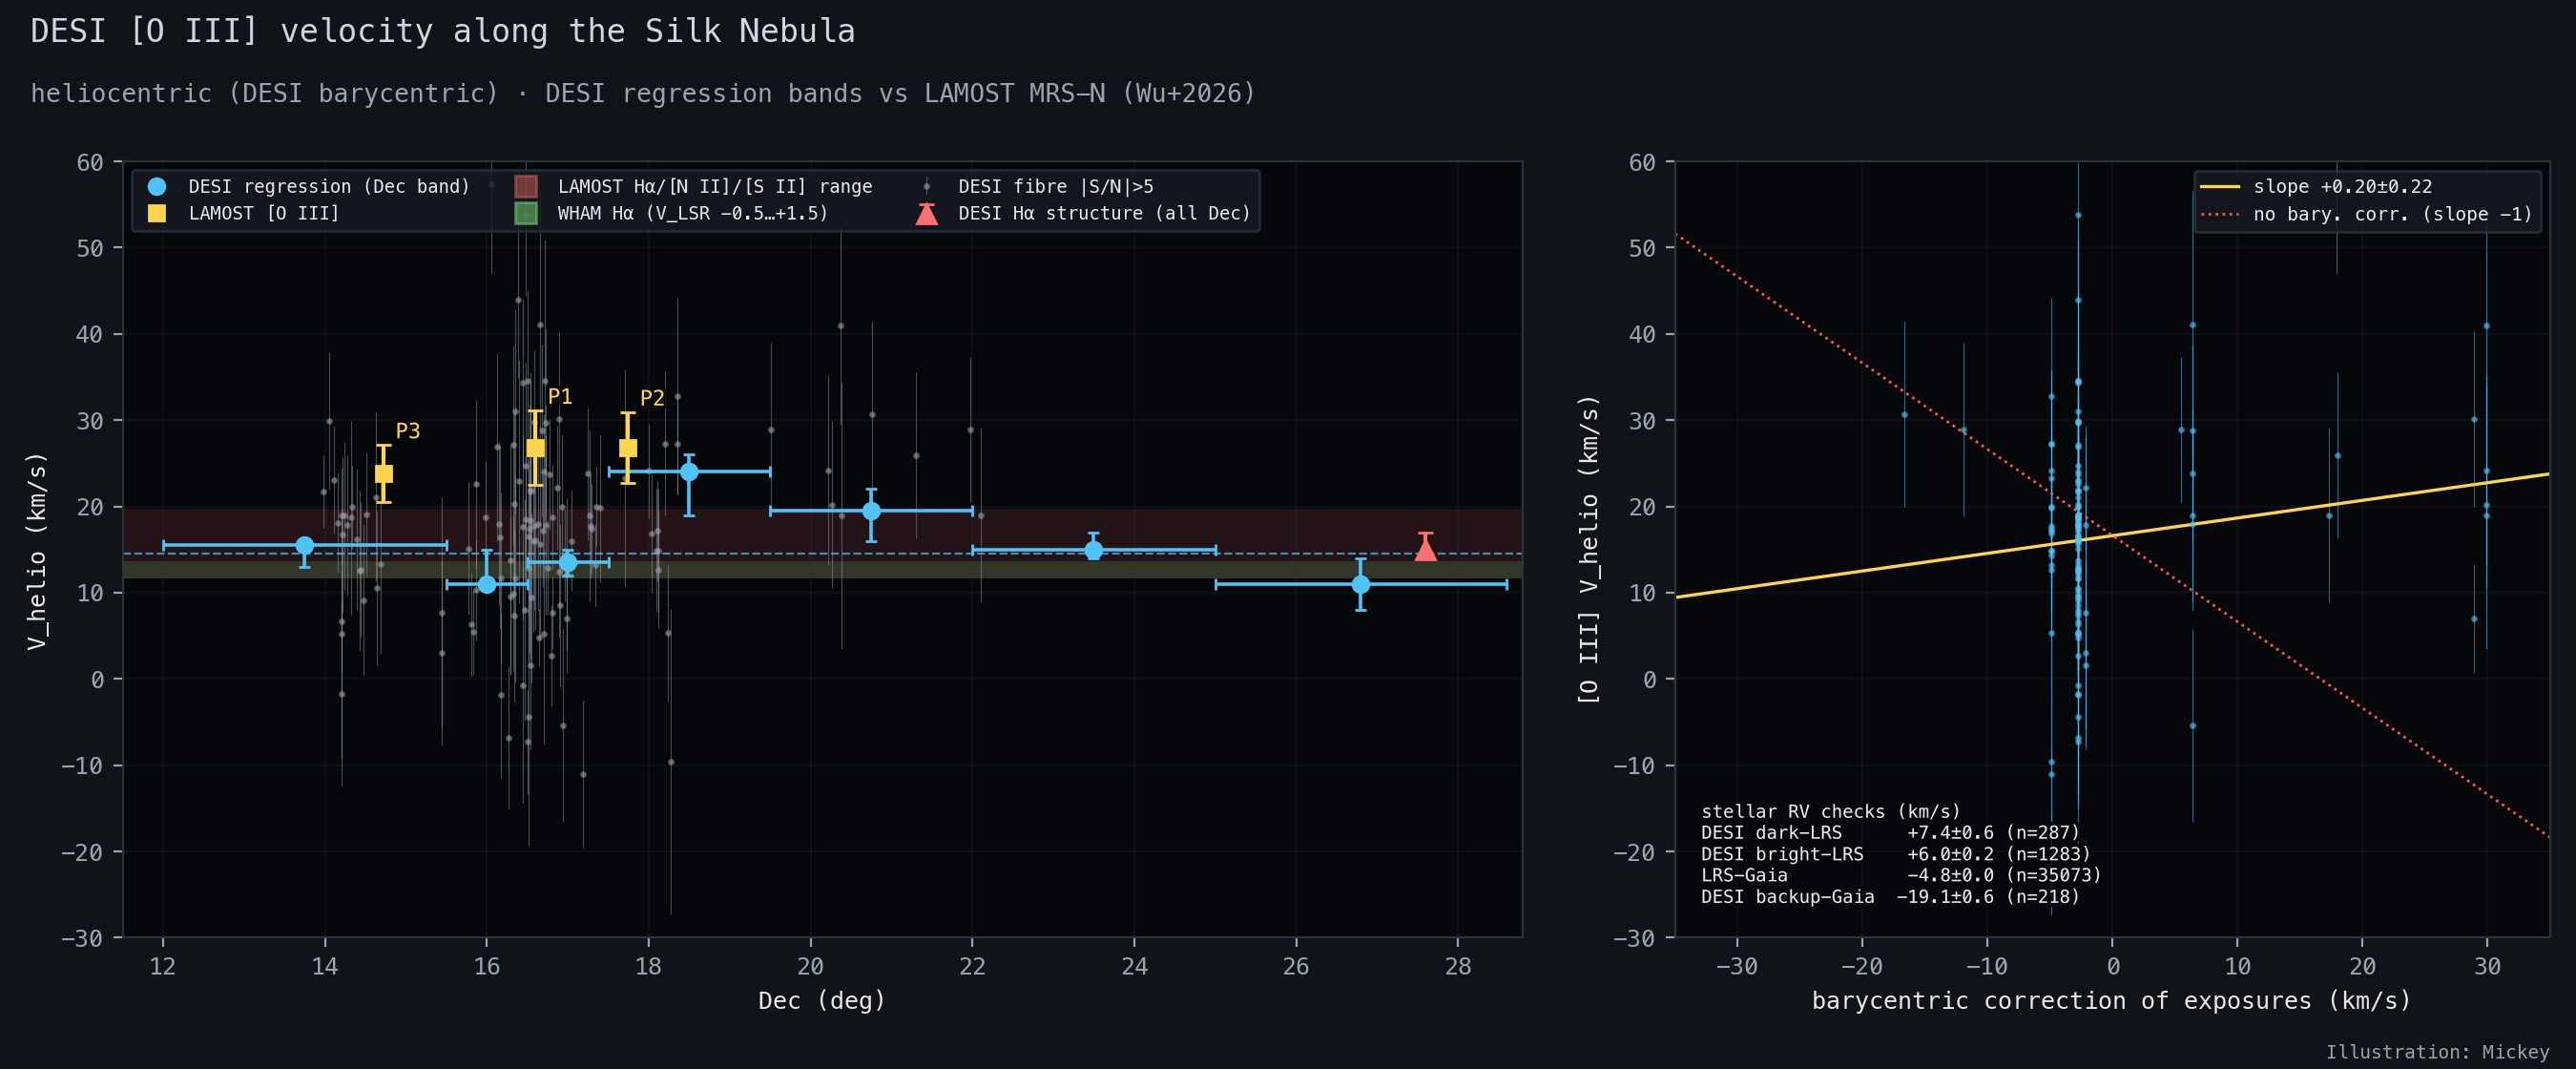 DESI [O III] velocity along the Silk Nebula
heliocentric (DESI barycentric) · DESI regression bands vs LAMOST MRS−N (Wu+2026)
DESI regression (Dec band)
LAMOST [O III]
LAMOST Hα/[N II]/[S II] range
WHAM Hα (V_LSR −0.5…+1.5)
DESI fibre |S/N|>5
DESI Hα structure (all Dec)
60
50
40
30
20
10
0
−10
−20
−30
V_helio (km/s)
P3
P1
P2
12
14
16
18
20
22
24
26
28
Dec (deg)
slope +0.20±0.22
no bary. corr. (slope −1)
60
50
40
30
20
10
0
−10
−20
−30
[O III] V_helio (km/s)
stellar RV checks (km/s)
DESI dark−LRS +7.4±0.6 (n=287)
DESI bright−LRS +6.0±0.2 (n=1283)
LRS−Gaia −4.8±0.0 (n=35073)
DESI backup−Gaia −19.1±0.6 (n=218)
−30
−20
−10
0
10
20
30
barycentric correction of exposures (km/s)
Illustration: Mickey